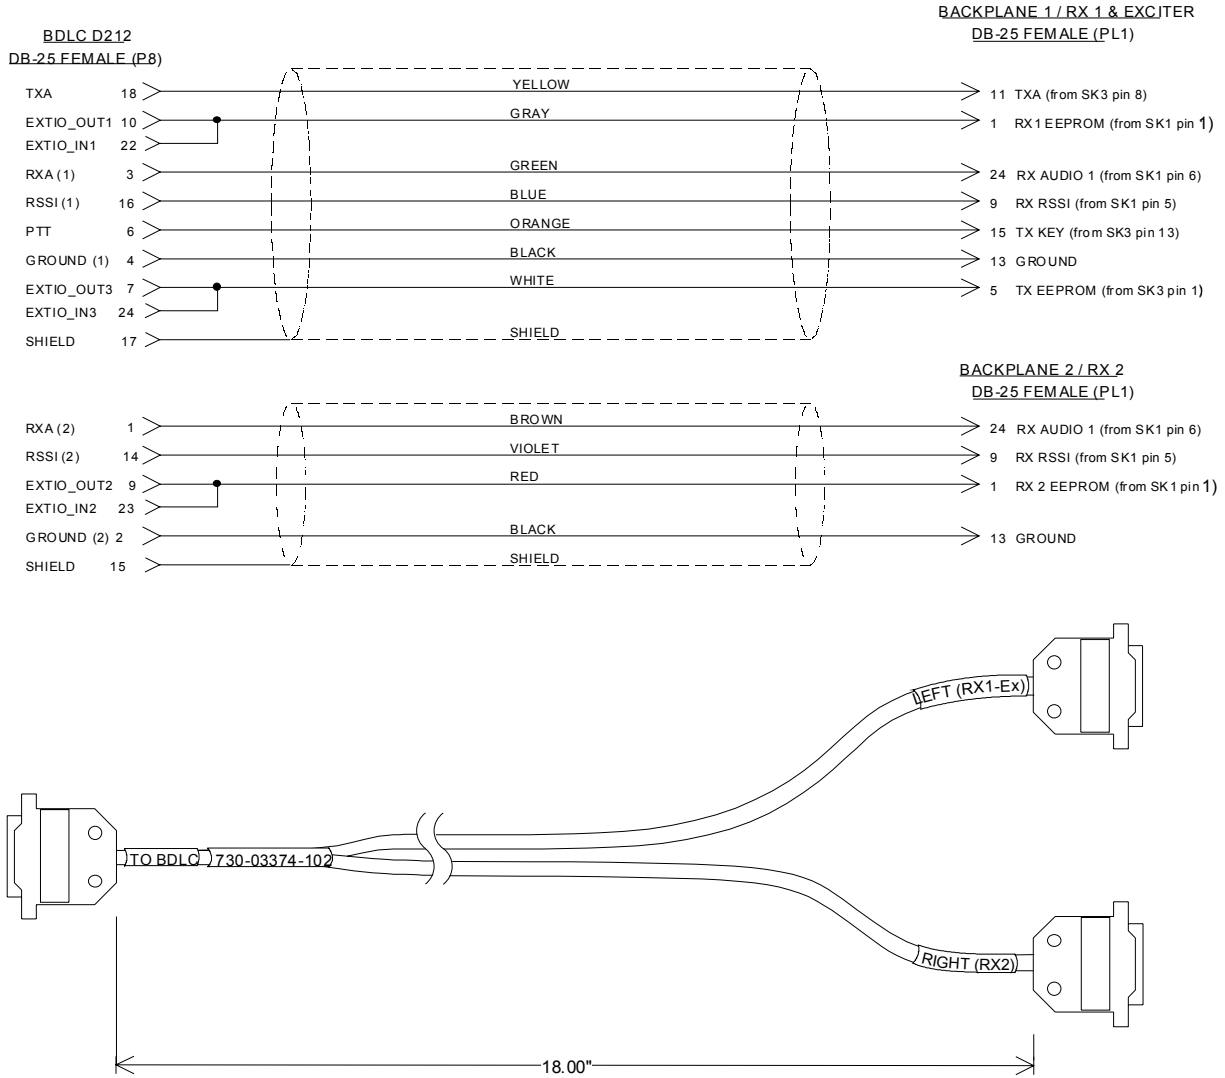 BACKPLANE 1 / RX 1 & EXCITER
DB-25 FEMALE (PL1)
BDLC D212
DB-25 FEMALE (P8)
TXA 18 YELLOW 11 TXA (from SK3 pin 8)
EXTIO_OUT1 10 GRAY 1 RX1 EEPROM (from SK1 pin 1)
EXTIO_IN1 22
RXA (1) 3 GREEN 24 RX AUDIO 1 (from SK1 pin 6)
RSSI (1) 16 BLUE 9 RX RSSI (from SK1 pin 5)
PTT 6 ORANGE 15 TX KEY (from SK3 pin 13)
GROUND (1) 4 BLACK 13 GROUND
EXTIO_OUT3 7 WHITE 5 TX EEPROM (from SK3 pin 1)
EXTIO_IN3 24
SHIELD 17 SHIELD
BACKPLANE 2 / RX 2
DB-25 FEMALE (PL1)
RXA (2) 1 BROWN 24 RX AUDIO 1 (from SK1 pin 6)
RSSI (2) 14 VIOLET 9 RX RSSI (from SK1 pin 5)
EXTIO_OUT2 9 RED 1 RX 2 EEPROM (from SK1 pin 1)
EXTIO_IN2 23
GROUND (2) 2 BLACK 13 GROUND
SHIELD 15 SHIELD
LEFT (RX1-Ex)
TO BDLC 730-03374-102
RIGHT (RX2)
18.00"